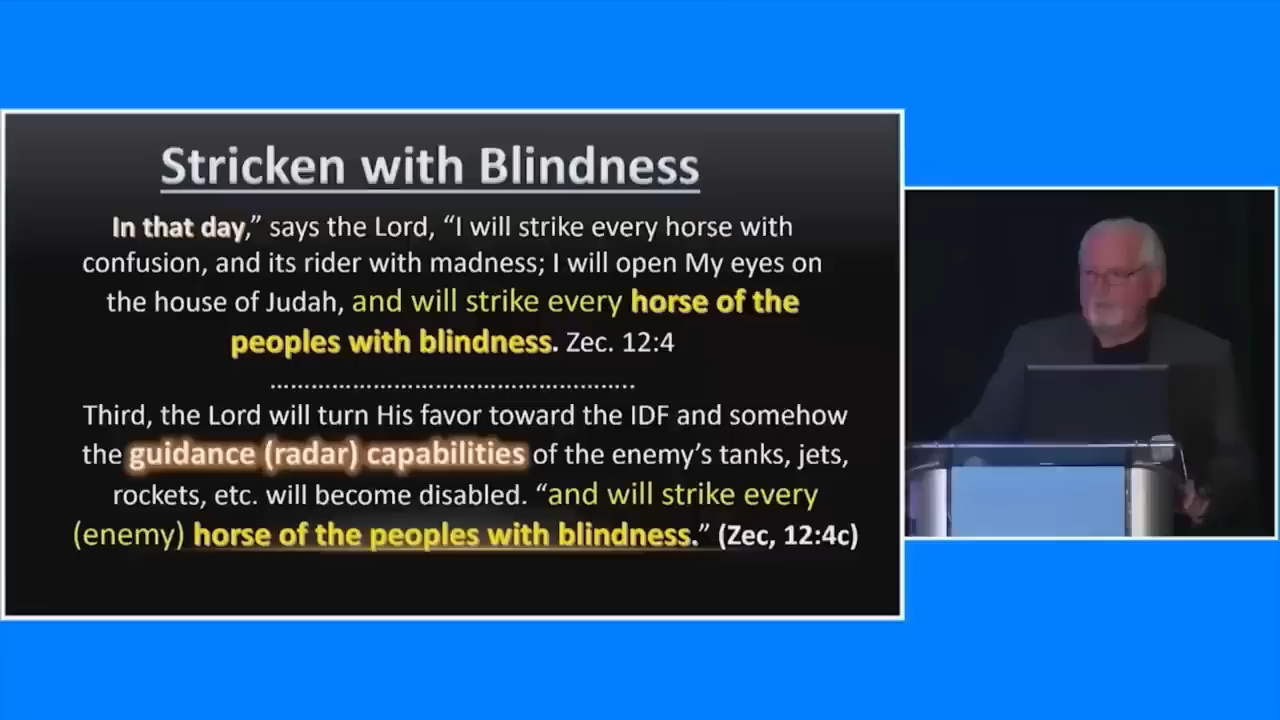 Stricken with Blindness
In that day,” says the Lord, “I will strike every horse with
confusion, and its rider with madness; I will open My eyes on
the house of Judah, and will strike every horse of the
peoples with blindness. Zec. 12:4
……………………………………………..
Third, the Lord will turn His favor toward the IDF and somehow
the guidance (radar) capabilities of the enemy’s tanks, jets,
rockets, etc. will become disabled. “and will strike every
(enemy) horse of the peoples with blindness.” (Zec, 12:4c)